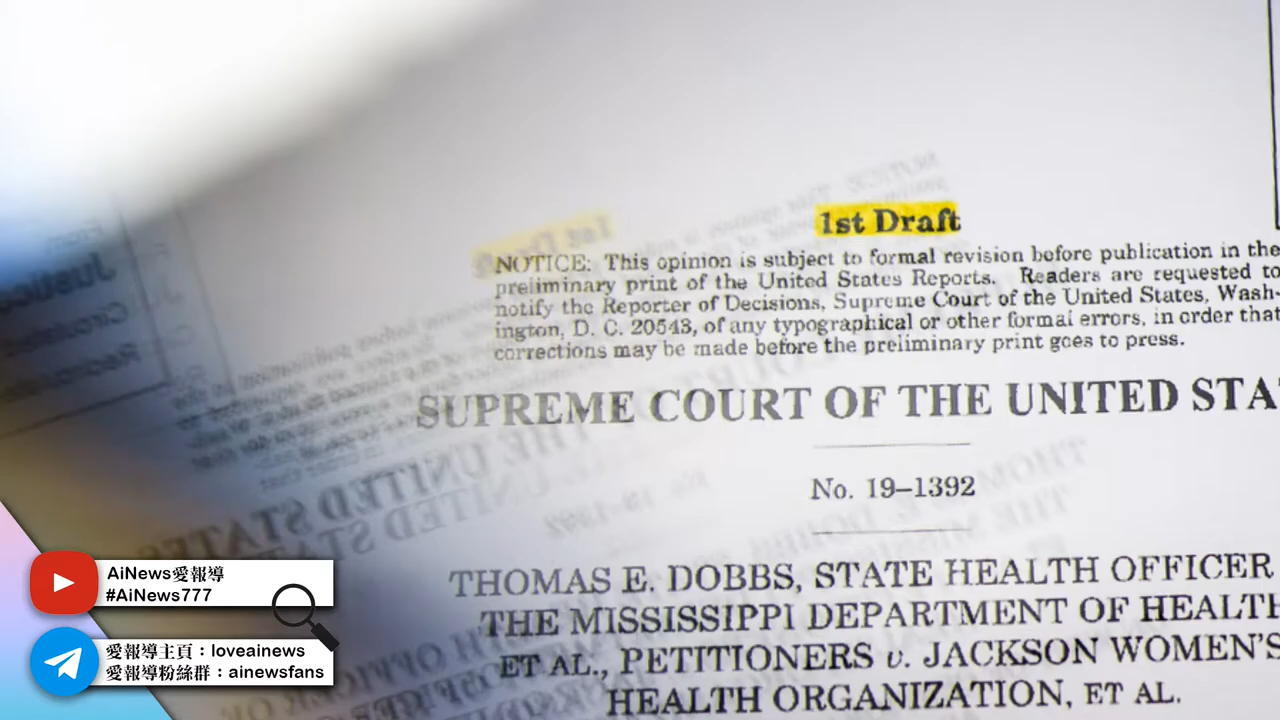 1st Draft
NOTICE: This opinion is subject to formal revision before publication in the
preliminary print of the United States Reports. Readers are requested to
notify the Reporter of Decisions, Supreme Court of the United States, Wash-
ington, D. C. 20543, of any typographical or other formal errors, in order that
corrections may be made before the preliminary print goes to press.
SUPREME COURT OF THE UNITED STA
No. 19–1392
THOMAS E. DOBBS, STATE HEALTH OFFICER
THE MISSISSIPPI DEPARTMENT OF HEALTH
ET AL., PETITIONERS v. JACKSON WOMEN'S
HEALTH ORGANIZATION, ET AL.
AiNews愛報導
#AiNews777
愛報導主頁：loveainews
愛報導粉絲群：ainewsfans